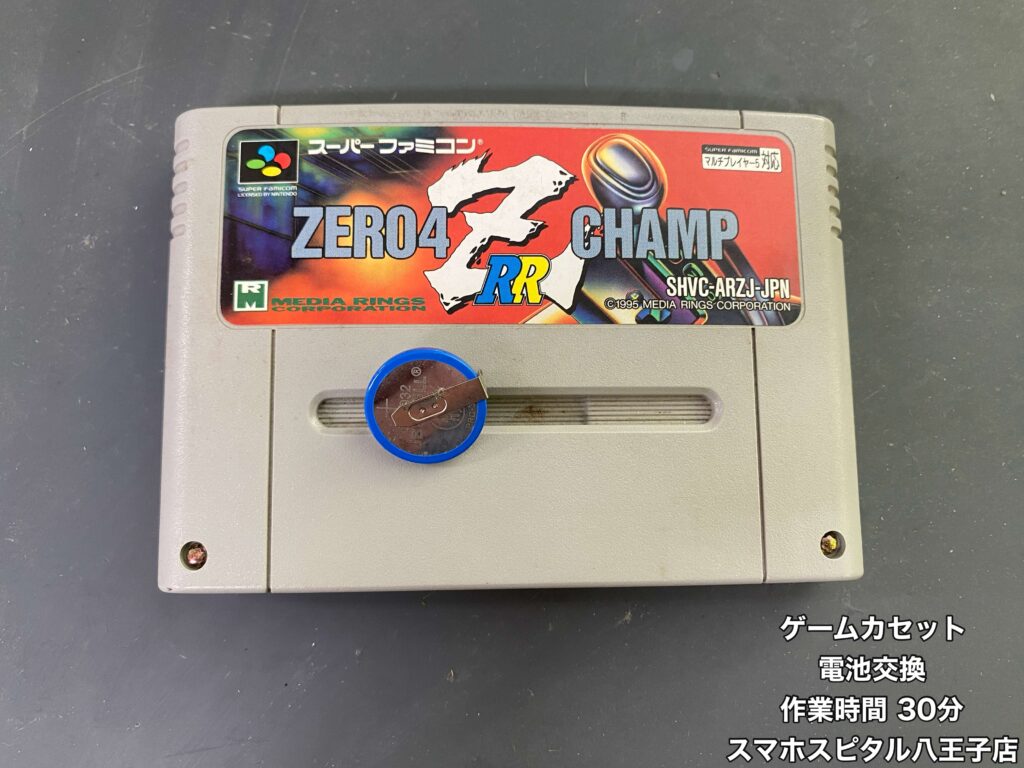 スーパーファミコン®
SUPER FAMICOM
LICENSED BY NINTENDO
SUPER FAMICOM
マルチプレイヤー5 対応
ZERO4 CHAMP
RR
RM
MEDIA RINGS
CORPORATION
SHVC-ARZJ-JPN
©1995 MEDIA RINGS CORPORATION
ゲームカセット
電池交換
作業時間 30分
スマホスピタル八王子店